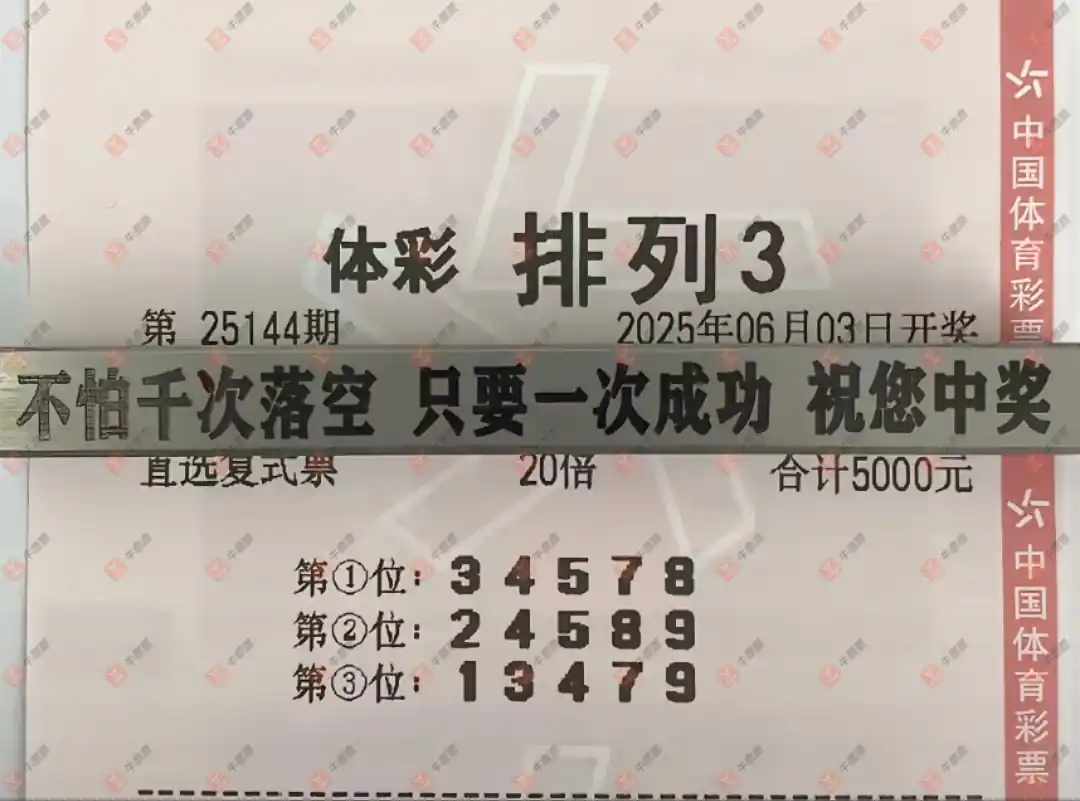 体彩 排列3
第 25144期 2025年06月03日开奖
不怕千次落空 只要一次成功 祝您中奖
直选复式票 20倍 合计5000元
第①位：3 4 5 7 8
第②位：2 4 5 8 9
第③位：1 3 4 7 9
中国体育彩票
中国体育彩票